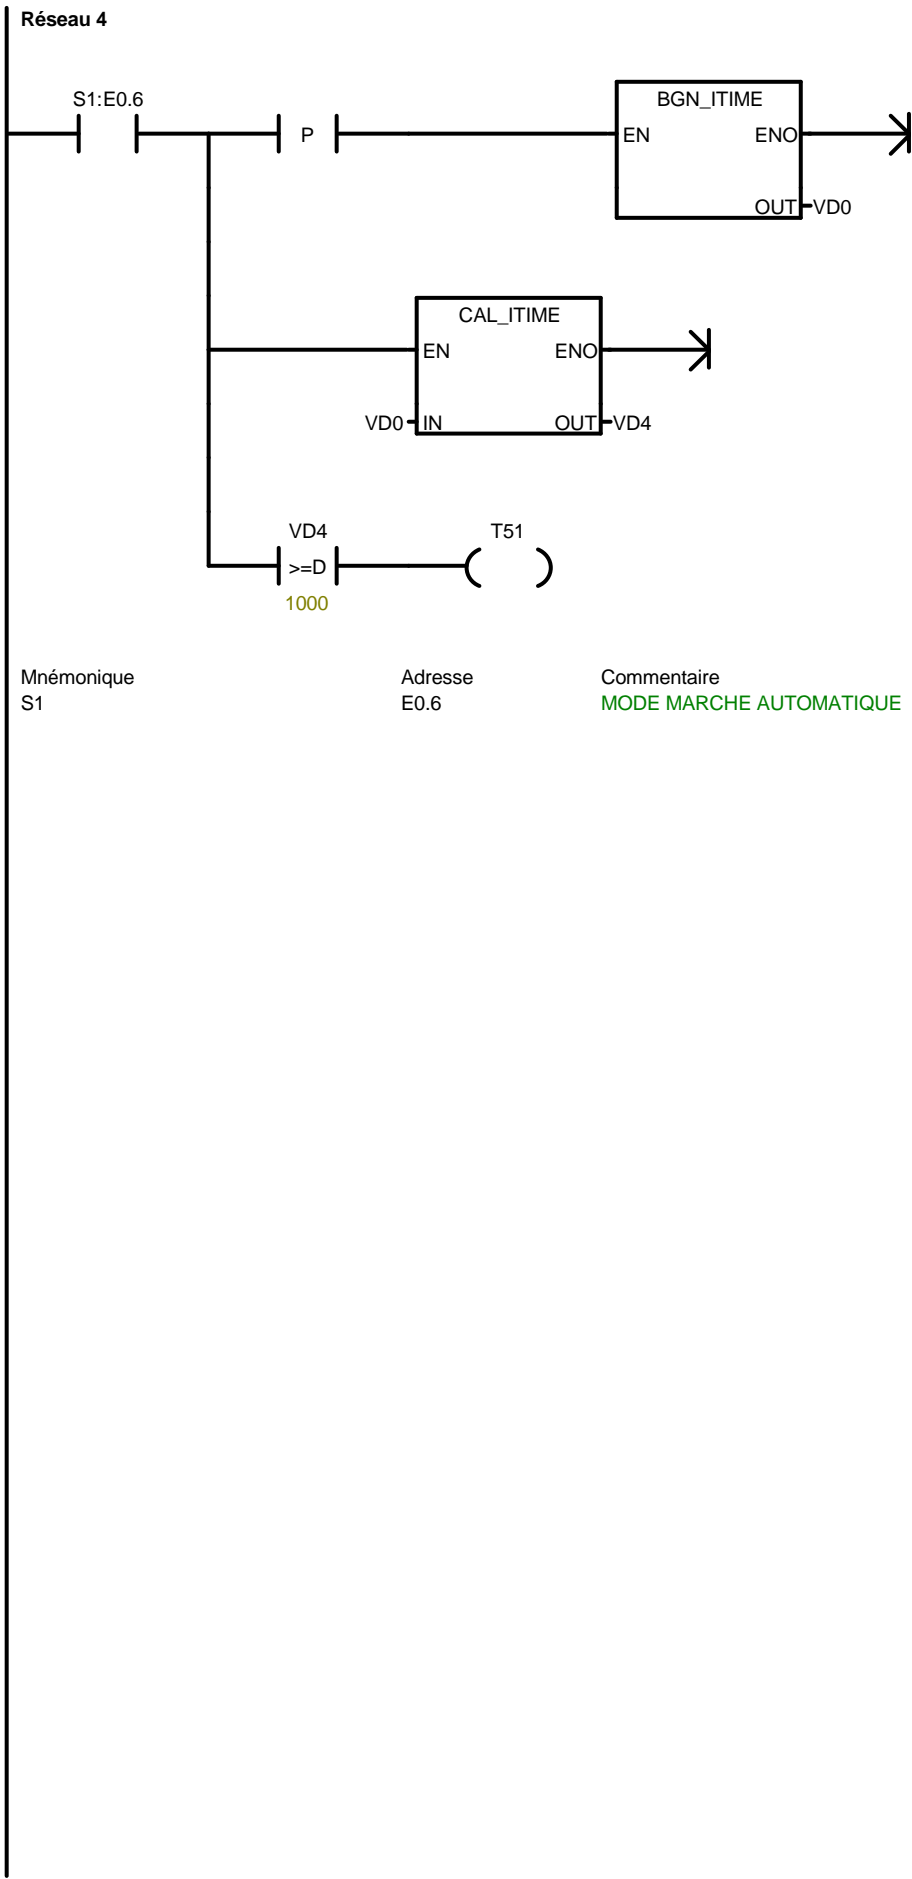 Réseau 4
S1:E0.6
P
BGN_ITIME
EN ENO
OUT VD0
CAL_ITIME
EN ENO
VD0 IN OUT VD4
VD4 T51
>=D
1000
Mnémonique Adresse Commentaire
S1 E0.6 MODE MARCHE AUTOMATIQUE